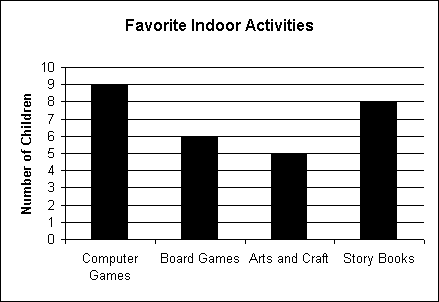 Favorite Indoor Activities
Number of Children
10
9
8
7
6
5
4
3
2
1
0
Computer Games
Board Games
Arts and Craft
Story Books